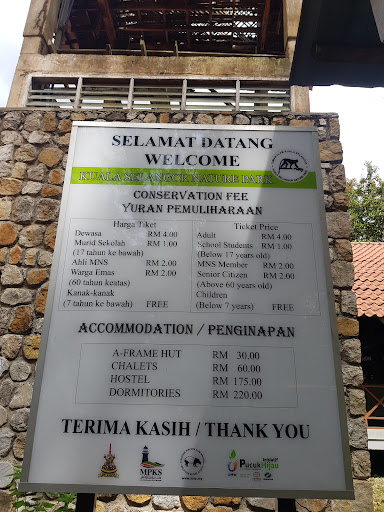 SELAMAT DATANG
WELCOME
KUALA SELANGOR NATURE PARK
CONSERVATION FEE
YURAN PEMULIHARAAN
Harga Tiket
Dewasa RM 4.00
Murid Sekolah RM 1.00
(17 tahun ke bawah)
Ahli MNS RM 2.00
Warga Emas RM 2.00
(60 tahun keatas)
Kanak-kanak
(7 tahun ke bawah) FREE
Ticket Price
Adult RM 4.00
School Students RM 1.00
(Below 17 years old)
MNS Member RM 2.00
Senior Citizen RM 2.00
(Above 60 years old)
Children
(Below 7 years) FREE
ACCOMMODATION / PENGINAPAN
A-FRAME HUT RM 30.00
CHALETS RM 60.00
HOSTEL RM 175.00
DORMITORIES RM 220.00
TERIMA KASIH / THANK YOU
MPKS
PucukHijau